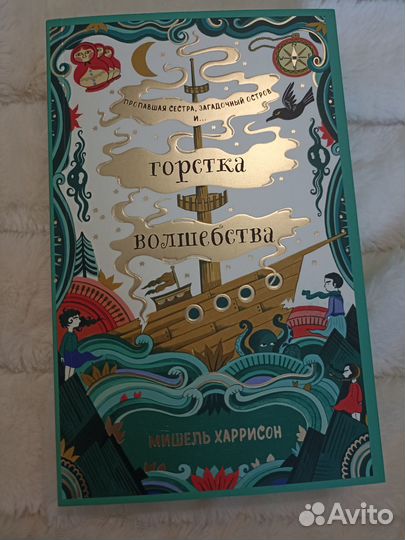 ПРОПАВШАЯ СЕСТРА, ЗАГАДОЧНЫЙ ОСТРОВ
И...
ГОРСТКА
ВОЛШЕБСТВА
МИШЕЛЬ ХАРРИСОН
Avito